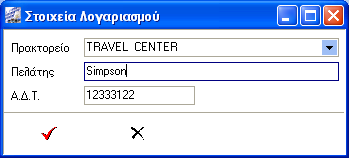 Στοιχεία Λογαριασμού
Πρακτορείο TRAVEL CENTER
Πελάτης Simpson
Α.Δ.Τ. 12333122